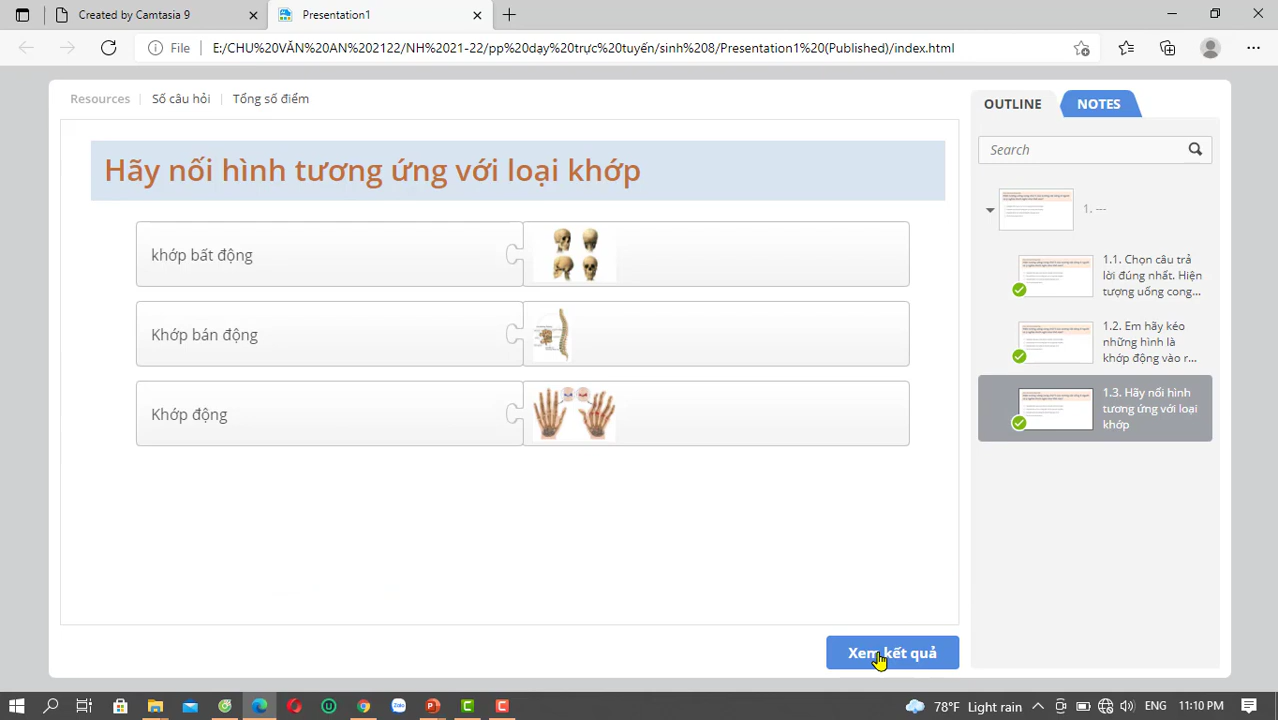 Created by Camtasia 9
Presentation1
File
E:/CHU%20VĂN%20AN%202122/NH%2021-22/pp%20day%20trực%20tuyến/sinh%208/Presentation1%20(Published)/index.html
Resources
Số câu hỏi
Tổng số điểm
OUTLINE
NOTES
Search
Hãy nối hình tương ứng với loại khớp
khớp bất động
Khớp bán động
Khớp động
1. ---
1.1. Chọn câu trả
lời đúng nhất. Hiện
tượng uống cong...
1.2. Em hãy kéo
những hình là
khớp động vào r...
1.3. Hãy nối hình
tương ứng với loại
khớp
Xem kết quả
Zalo
78°F Light rain
ENG
11:10 PM